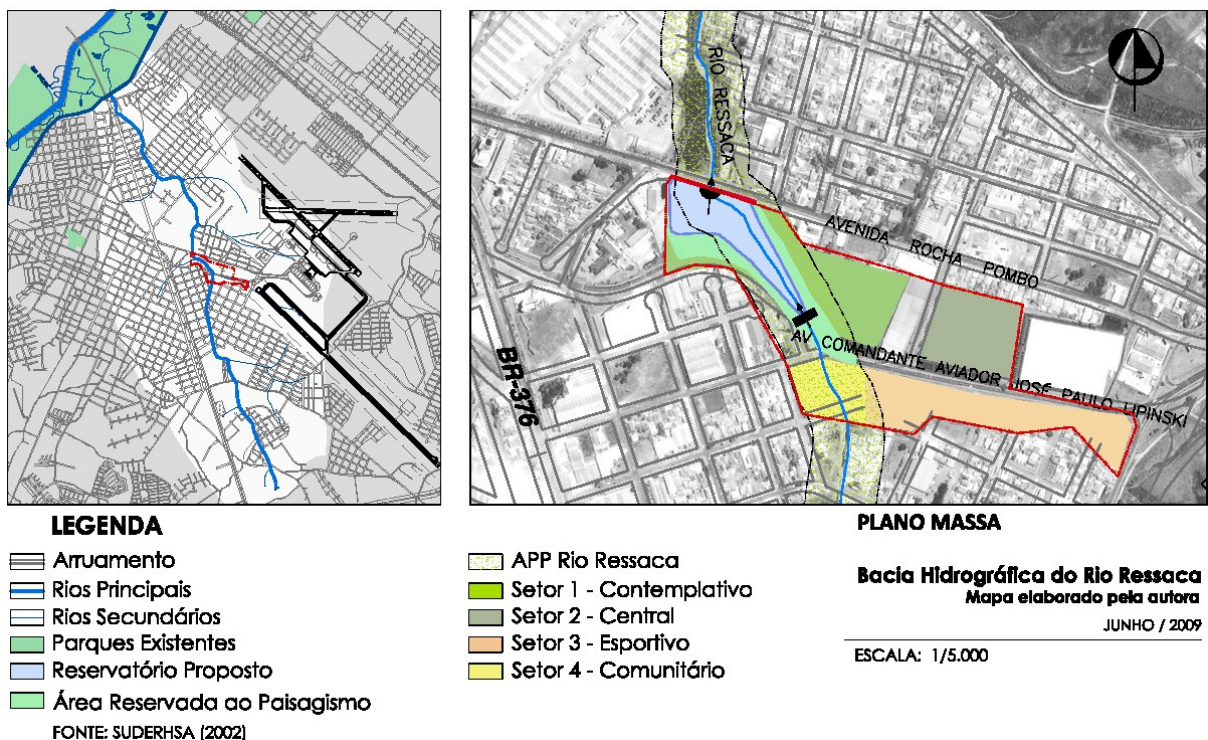 RIO RESSACA
AVENIDA ROCHA POMBO
AV COMANDANTE AVIADOR JOSÉ PAULO LIPINSKI
BR-376
LEGENDA
Arruamento
Rios Principais
Rios Secundários
Parques Existentes
Reservatório Proposto
Área Reservada ao Paisagismo
FONTE: SUDERHSA (2002)
APP Rio Ressaca
Setor 1 - Contemplativo
Setor 2 - Central
Setor 3 - Esportivo
Setor 4 - Comunitário
PLANO MASSA
Bacia Hidrográfica do Rio Ressaca
Mapa elaborado pela autora
JUNHO / 2009
ESCALA: 1/5.000